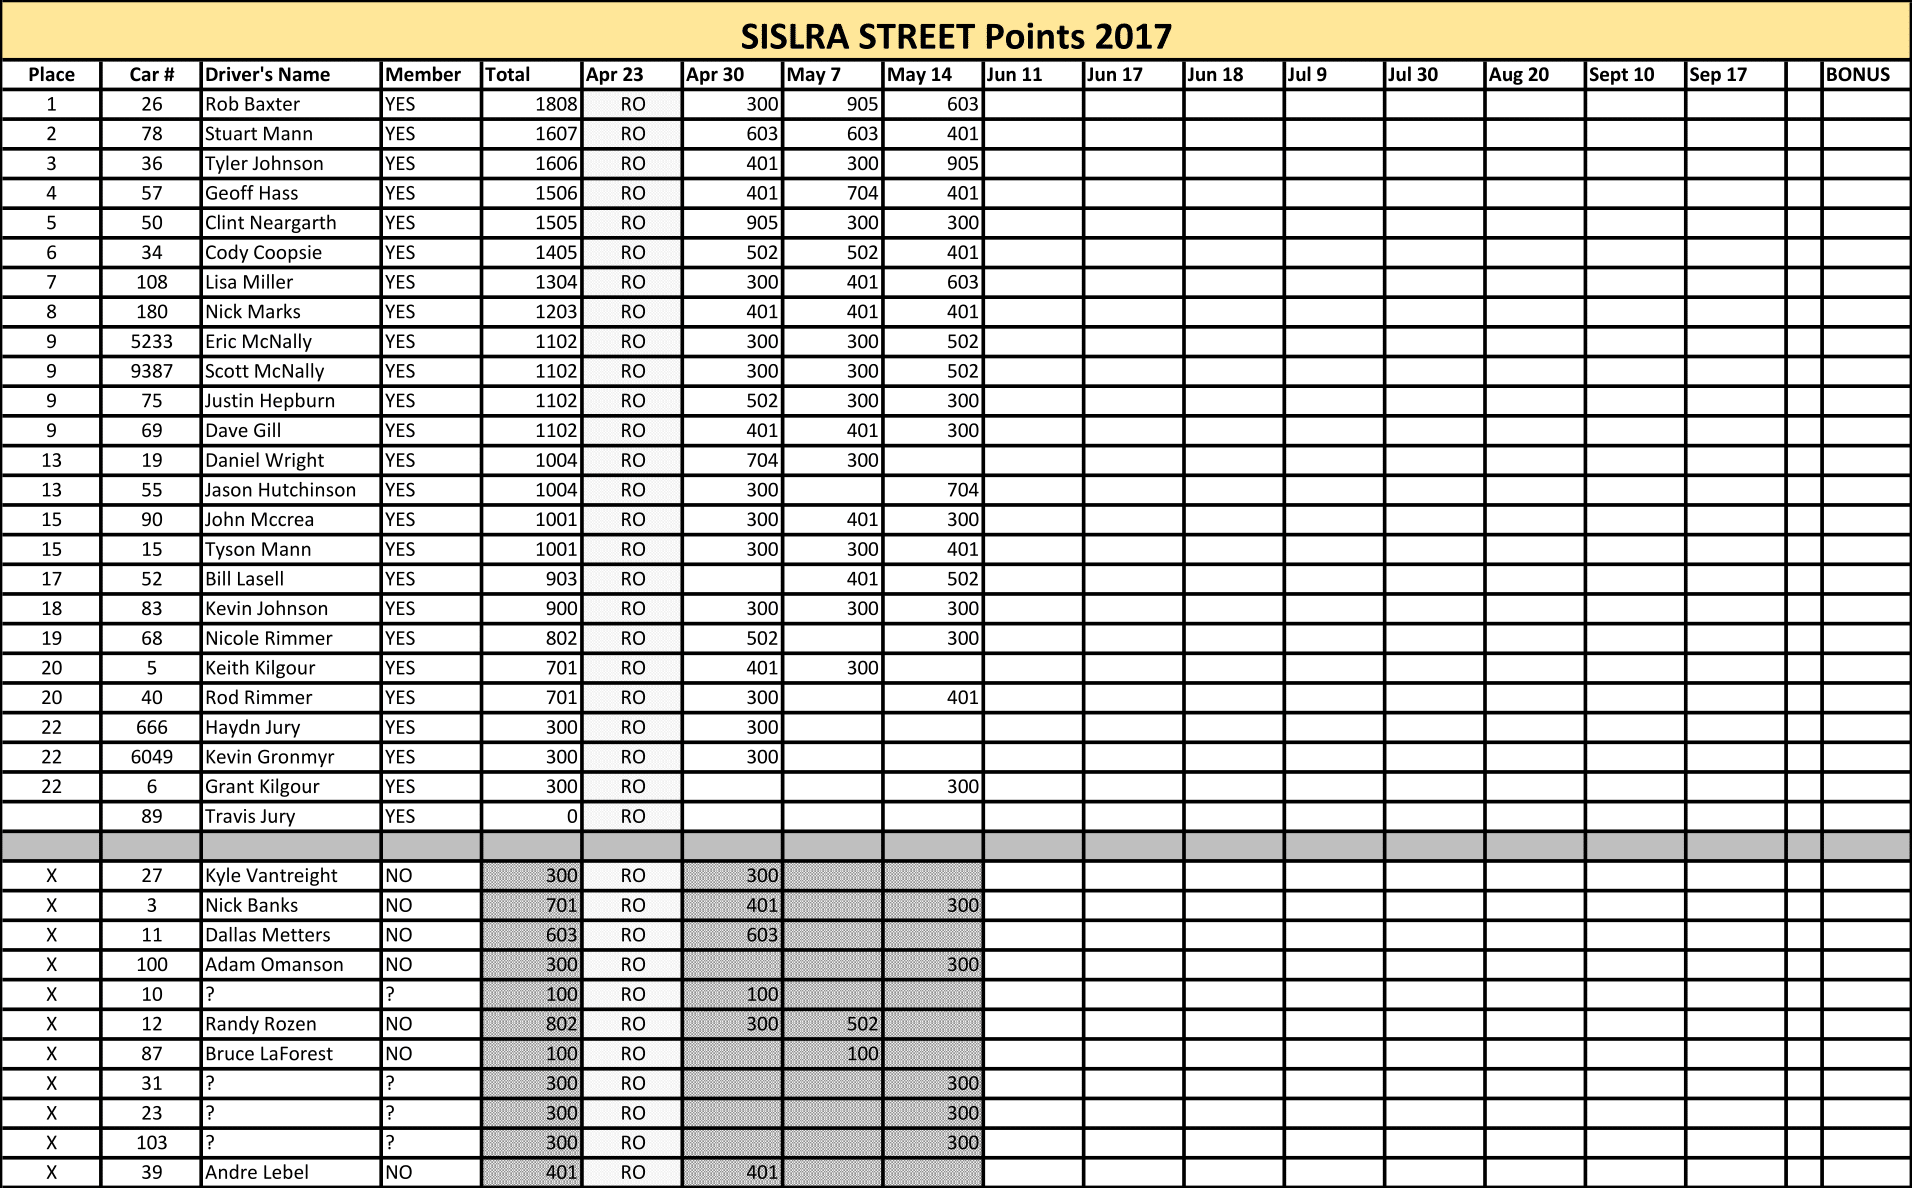 SISLRA STREET Points 2017
Place Car # Driver's Name Member Total Apr 23 Apr 30 May 7 May 14 Jun 11 Jun 17 Jun 18 Jul 9 Jul 30 Aug 20 Sept 10 Sep 17 BONUS
1 26 Rob Baxter YES 1808 RO 300 905 603
2 78 Stuart Mann YES 1607 RO 603 603 401
3 36 Tyler Johnson YES 1606 RO 401 300 905
4 57 Geoff Hass YES 1506 RO 401 704 401
5 50 Clint Neargarth YES 1505 RO 905 300 300
6 34 Cody Coopsie YES 1405 RO 502 502 401
7 108 Lisa Miller YES 1304 RO 300 401 603
8 180 Nick Marks YES 1203 RO 401 401 401
9 5233 Eric McNally YES 1102 RO 300 300 502
9 9387 Scott McNally YES 1102 RO 300 300 502
9 75 Justin Hepburn YES 1102 RO 502 300 300
9 69 Dave Gill YES 1102 RO 401 401 300
13 19 Daniel Wright YES 1004 RO 704 300
13 55 Jason Hutchinson YES 1004 RO 300 704
15 90 John Mccrea YES 1001 RO 300 401 300
15 15 Tyson Mann YES 1001 RO 300 300 401
17 52 Bill Lasell YES 903 RO 401 502
18 83 Kevin Johnson YES 900 RO 300 300 300
19 68 Nicole Rimmer YES 802 RO 502 300
20 5 Keith Kilgour YES 701 RO 401 300
20 40 Rod Rimmer YES 701 RO 300 401
22 666 Haydn Jury YES 300 RO 300
22 6049 Kevin Gronmyr YES 300 RO 300
22 6 Grant Kilgour YES 300 RO 300
89 Travis Jury YES 0 RO
X 27 Kyle Vantreight NO 300 RO 300
X 3 Nick Banks NO 701 RO 401 300
X 11 Dallas Metters NO 603 RO 603
X 100 Adam Omanson NO 300 RO 300
X 10 ? ? 100 RO 100
X 12 Randy Rozen NO 802 RO 300 502
X 87 Bruce LaForest NO 100 RO 100
X 31 ? ? 300 RO 300
X 23 ? ? 300 RO 300
X 103 ? ? 300 RO 300
X 39 Andre Lebel NO 401 RO 401